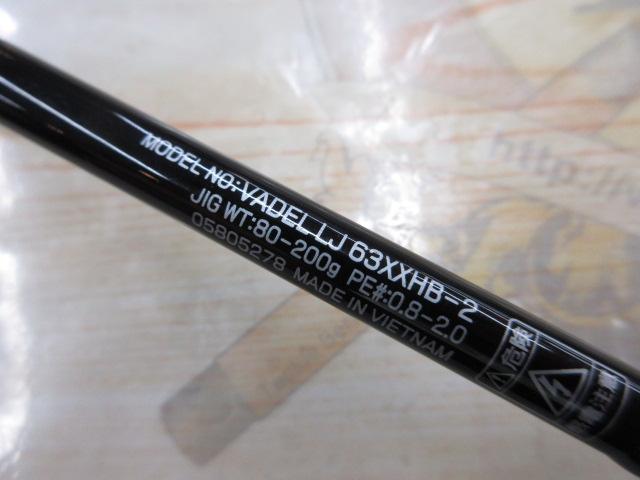 MODEL NO:VADEL LJ 63XXHB-2
JIG WT:80-200g PE#:0.8-2.0
05805278 MADE IN VIETNAM
危険
http://